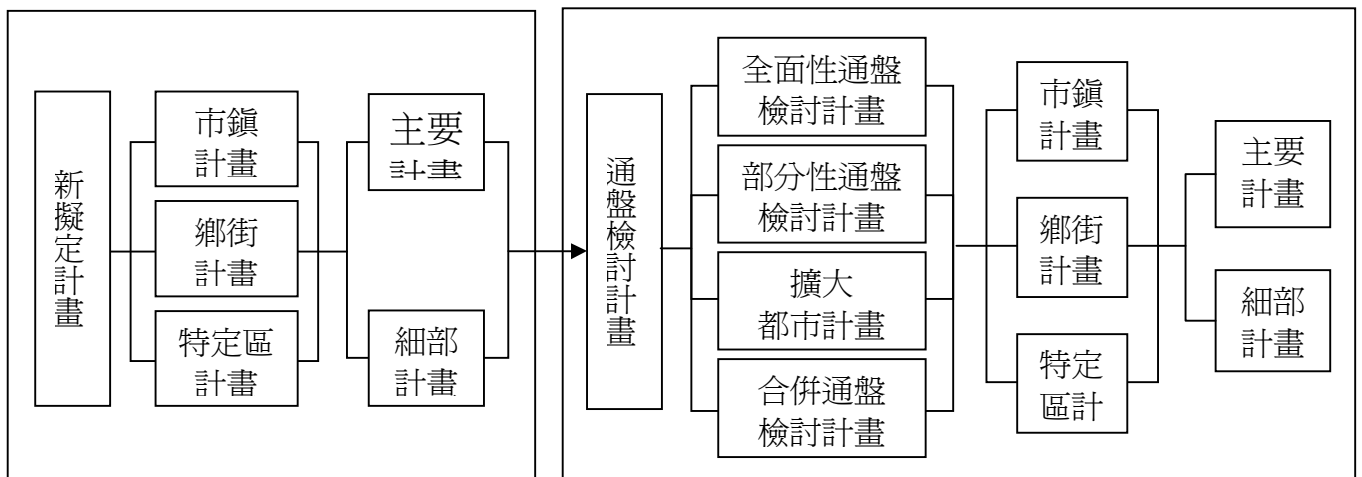 新擬定計畫
市鎮
計畫
鄉街
計畫
特定區
計畫
主要
計畫
細部
計畫
通盤檢討計畫
全面性通盤
檢討計畫
部分性通盤
檢討計畫
擴大
都市計畫
合併通盤
檢討計畫
市鎮
計畫
鄉街
計畫
特定
區計
主要
計畫
細部
計畫